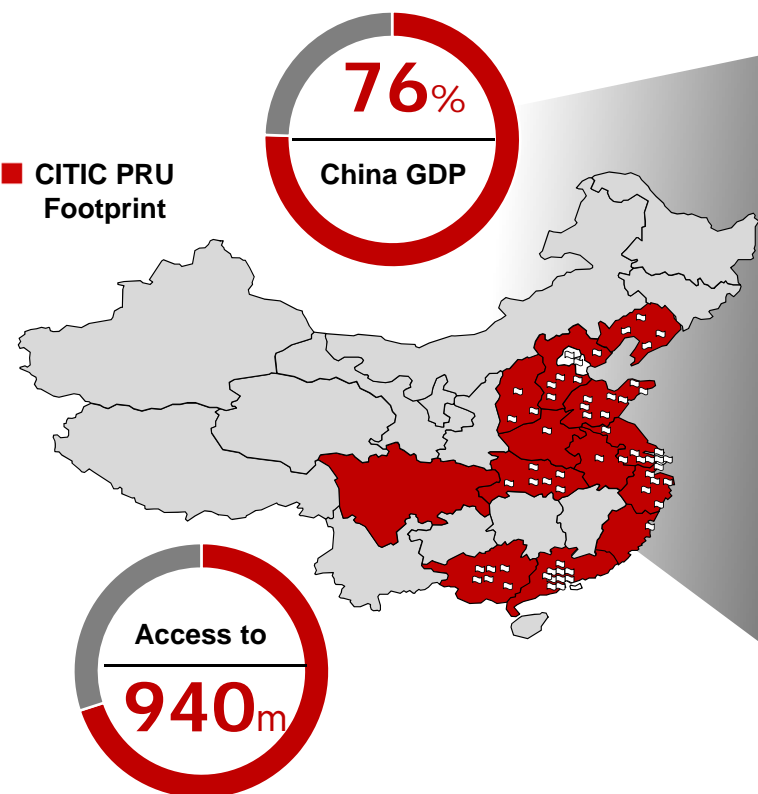 76%
China GDP
CITIC PRU
Footprint
Access to
940m